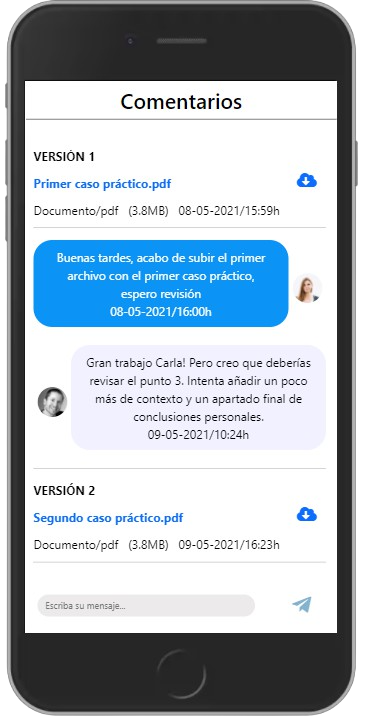 Comentarios
VERSIÓN 1
Primer caso práctico.pdf
Documento/pdf (3.8MB) 08-05-2021/15:59h
Buenas tardes, acabo de subir el primer
archivo con el primer caso práctico,
espero revisión
08-05-2021/16:00h
Gran trabajo Carla! Pero creo que deberías
revisar el punto 3. Intenta añadir un poco
más de contexto y un apartado final de
conclusiones personales.
09-05-2021/10:24h
VERSIÓN 2
Segundo caso práctico.pdf
Documento/pdf (3.8MB) 09-05-2021/16:23h
Escriba su mensaje...